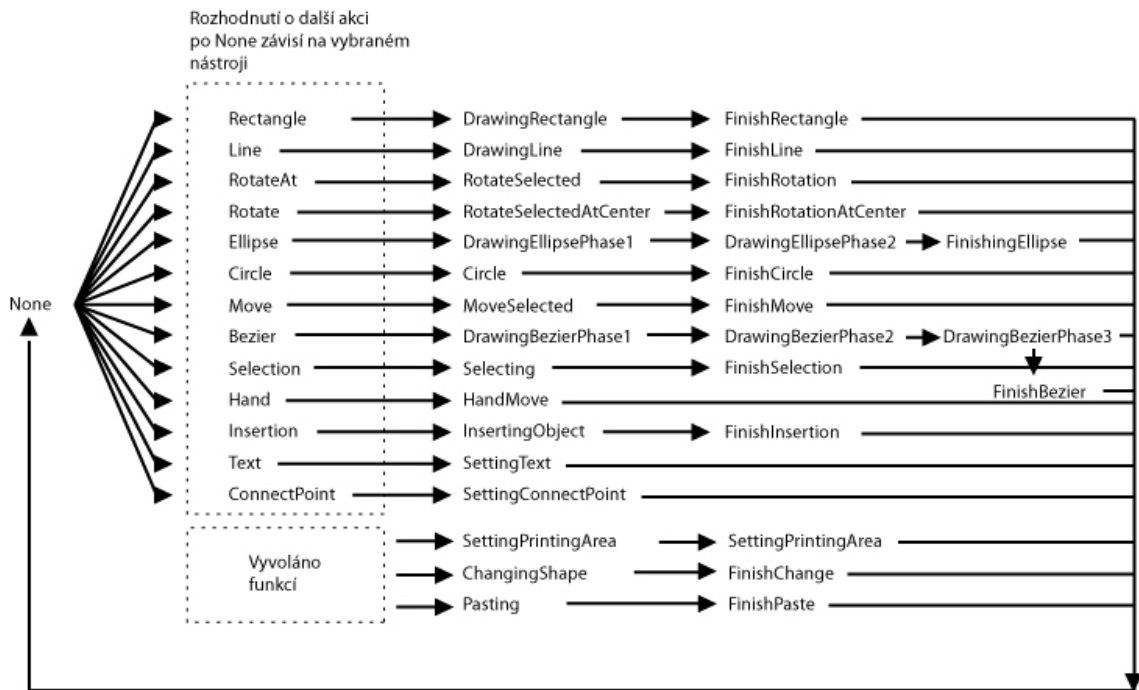 Rozhodnutí o další akci
po None závisí na vybraném
nástroji
Rectangle DrawingRectangle FinishRectangle
Line DrawingLine FinishLine
RotateAt RotateSelected FinishRotation
Rotate RotateSelectedAtCenter FinishRotationAtCenter
Ellipse DrawingEllipsePhase1 DrawingEllipsePhase2 FinishingEllipse
Circle Circle FinishCircle
None Move MoveSelected FinishMove
Bezier DrawingBezierPhase1 DrawingBezierPhase2 DrawingBezierPhase3
Selection Selecting FinishSelection
FinishBezier
Hand HandMove
Insertion InsertingObject FinishInsertion
Text SettingText
ConnectPoint SettingConnectPoint
Vyvoláno
funkcí
SettingPrintingArea SettingPrintingArea
ChangingShape FinishChange
Pasting FinishPaste